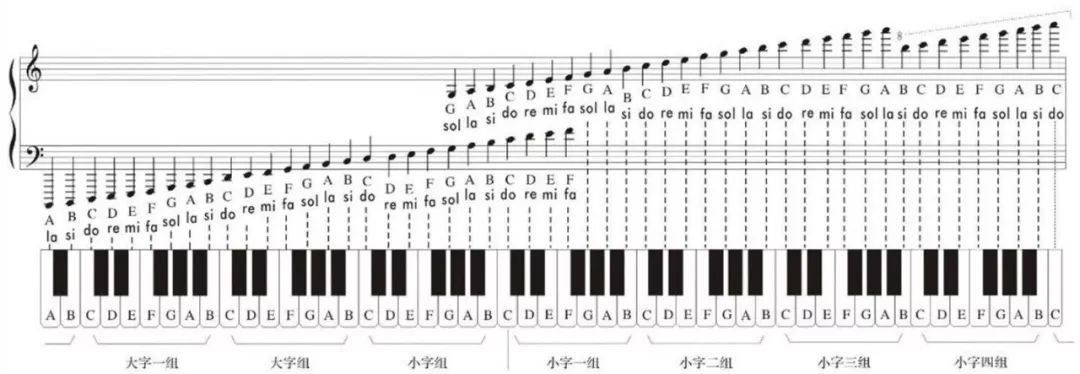 8
G A B C D E F G A B C D E F G A B C D E F G A B C D E F G A B C
sol la si do re mi fa sol la si do re mi fa sol la si do re mi fa sol la si do re mi fa sol la si do
A B C D E F G A B C D E F G A B C D E F G A B C D E F
la si do re mi fa sol la si do re mi fa sol la si do re mi fa sol la si do re mi fa
A B C D E F G A B C D E F G A B C D E F G A B C D E F G A B C D E F G A B C D E F G A B C D E F G A B C
大字一组 大字组 小字组 小字一组 小字二组 小字三组 小字四组